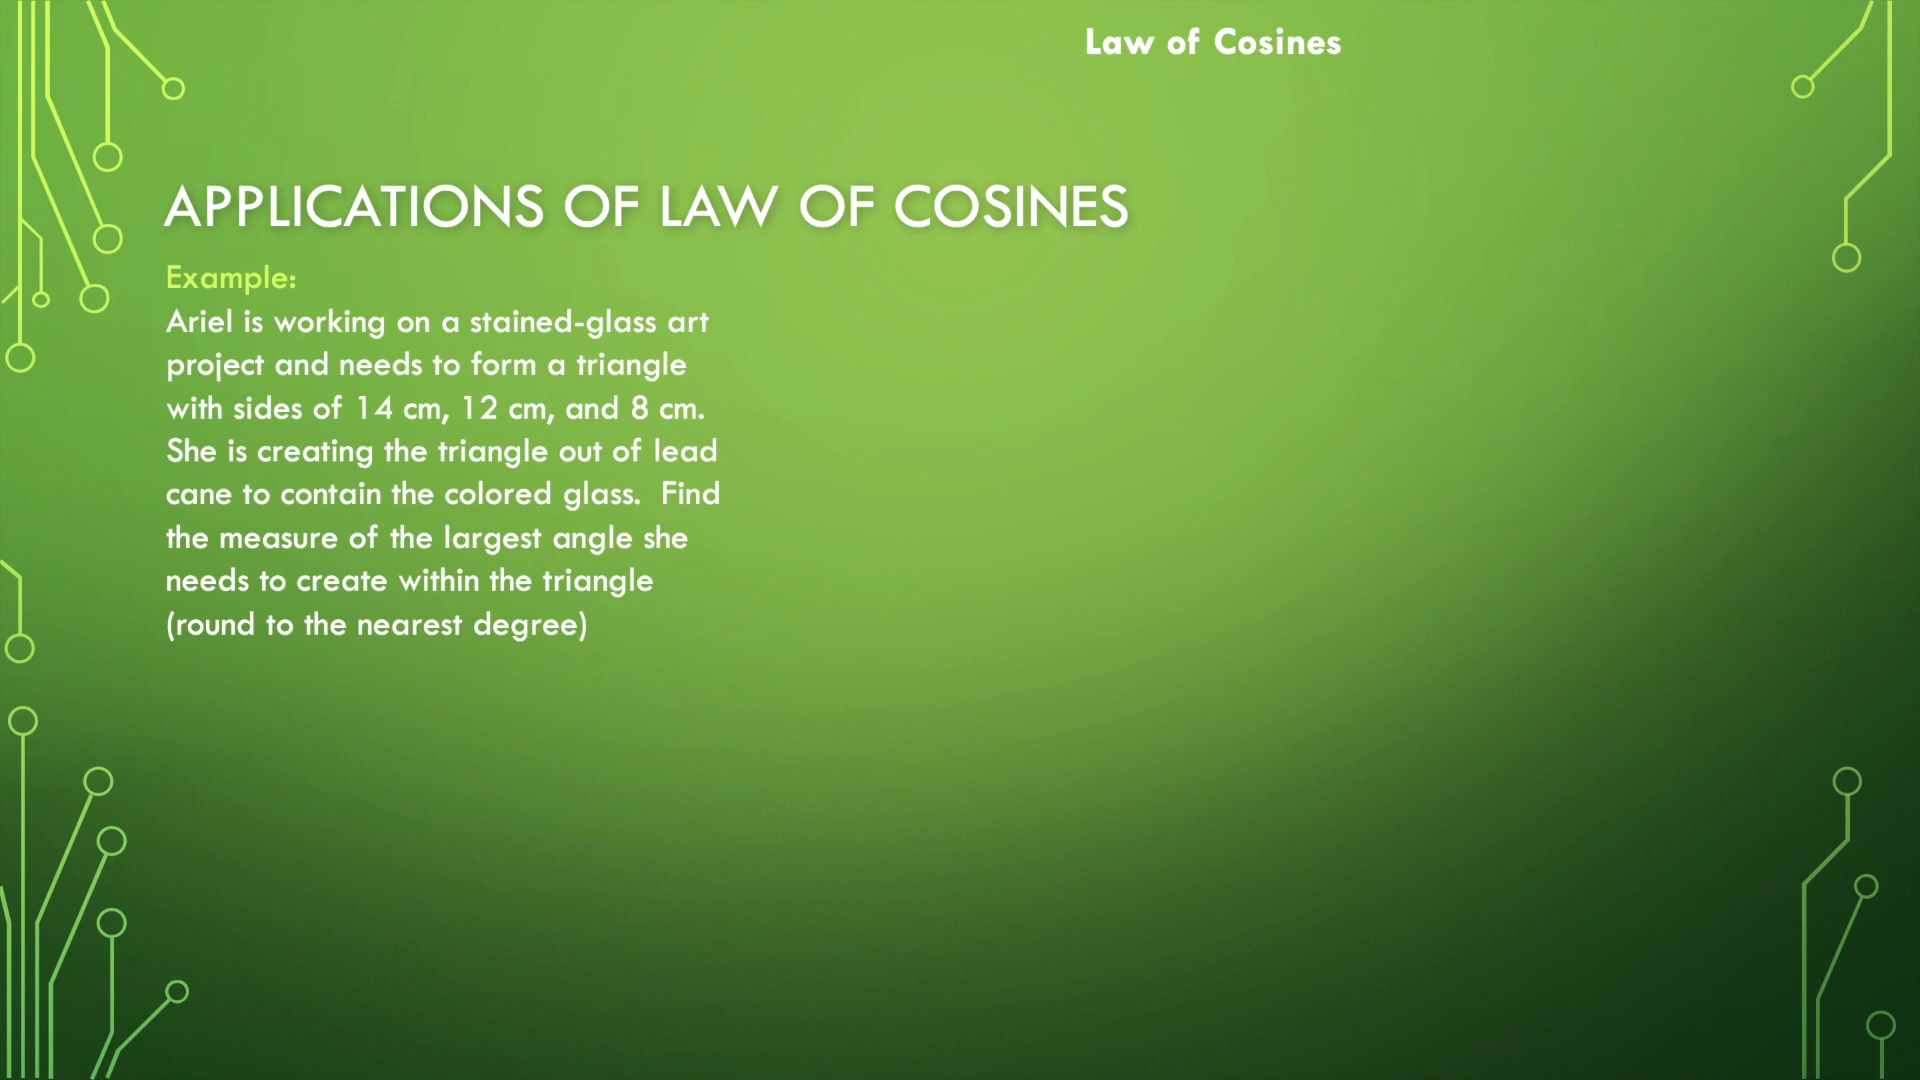 Law of Cosines
APPLICATIONS OF LAW OF COSINES
Example:
Ariel is working on a stained-glass art
project and needs to form a triangle
with sides of 14 cm, 12 cm, and 8 cm.
She is creating the triangle out of lead
cane to contain the colored glass.  Find
the measure of the largest angle she
needs to create within the triangle
(round to the nearest degree)